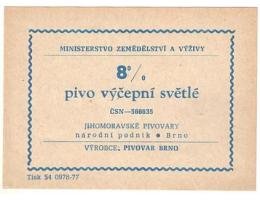 MINISTERSTVO ZEMĚDĚLSTVÍ A VÝŽIVY
8°/o
pivo výčepní světlé
ČSN—566635
JIHOMORAVSKÉ PIVOVARY
národní podnik • Brno
VÝROBCE: PIVOVAR BRNO
Tisk S4 0978-77